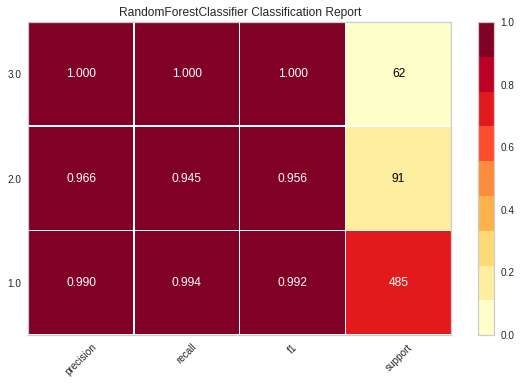 RandomForestClassifier Classification Report
3.0 1.000 1.000 1.000 62
2.0 0.966 0.945 0.956 91
1.0 0.990 0.994 0.992 485
precision recall f1 support
1.0
0.8
0.6
0.4
0.2
0.0